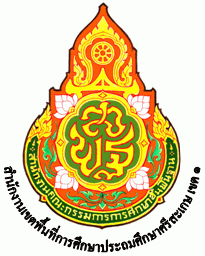 สพฐ
สำนักงานคณะกรรมการการศึกษาขั้นพื้นฐาน
สำนักงานเขตพื้นที่การศึกษาประถมศึกษาศรีสะเกษ เขต ๑